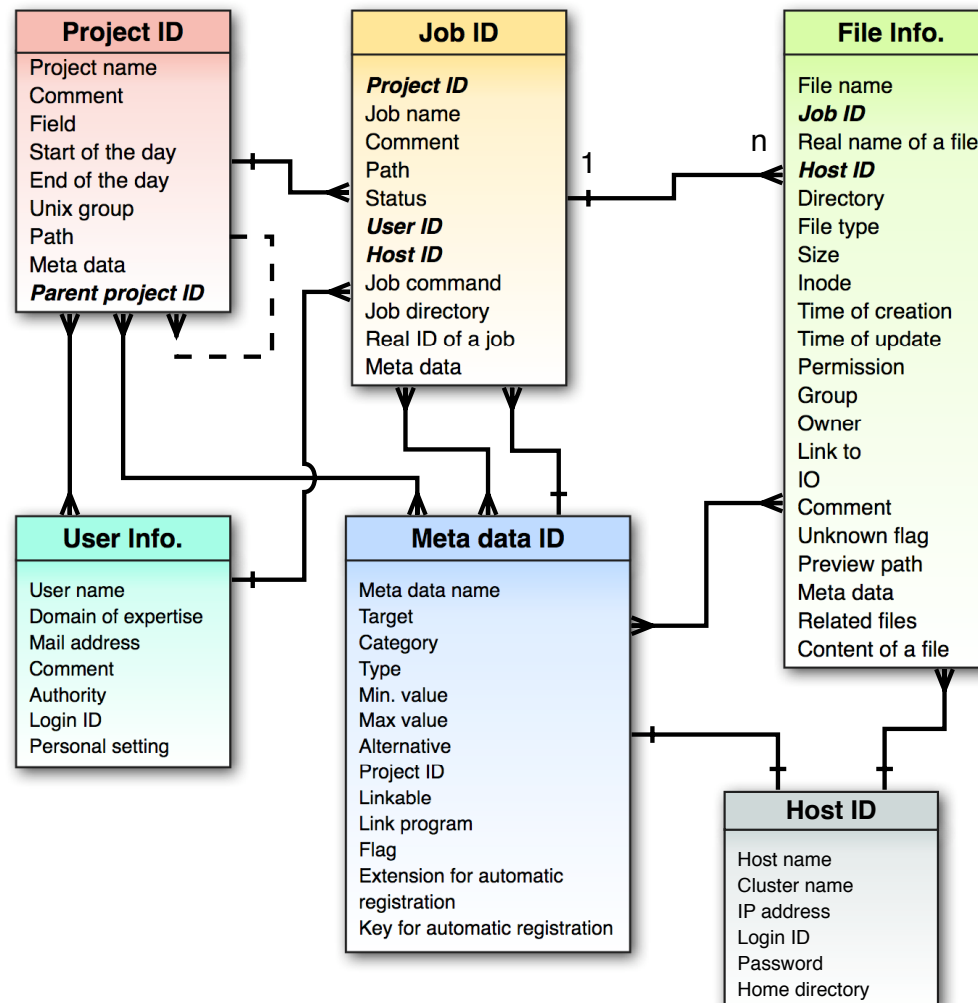 Project ID
Project name
Comment
Field
Start of the day
End of the day
Unix group
Path
Meta data
Parent project ID
Job ID
Project ID
Job name
Comment
Path
Status
User ID
Host ID
Job command
Job directory
Real ID of a job
Meta data
1
n
File Info.
File name
Job ID
Real name of a file
Host ID
Directory
File type
Size
Inode
Time of creation
Time of update
Permission
Group
Owner
Link to
IO
Comment
Unknown flag
Preview path
Meta data
Related files
Content of a file
User Info.
User name
Domain of expertise
Mail address
Comment
Authority
Login ID
Personal setting
Meta data ID
Meta data name
Target
Category
Type
Min. value
Max value
Alternative
Project ID
Linkable
Link program
Flag
Extension for automatic
registration
Key for automatic registration
Host ID
Host name
Cluster name
IP address
Login ID
Password
Home directory